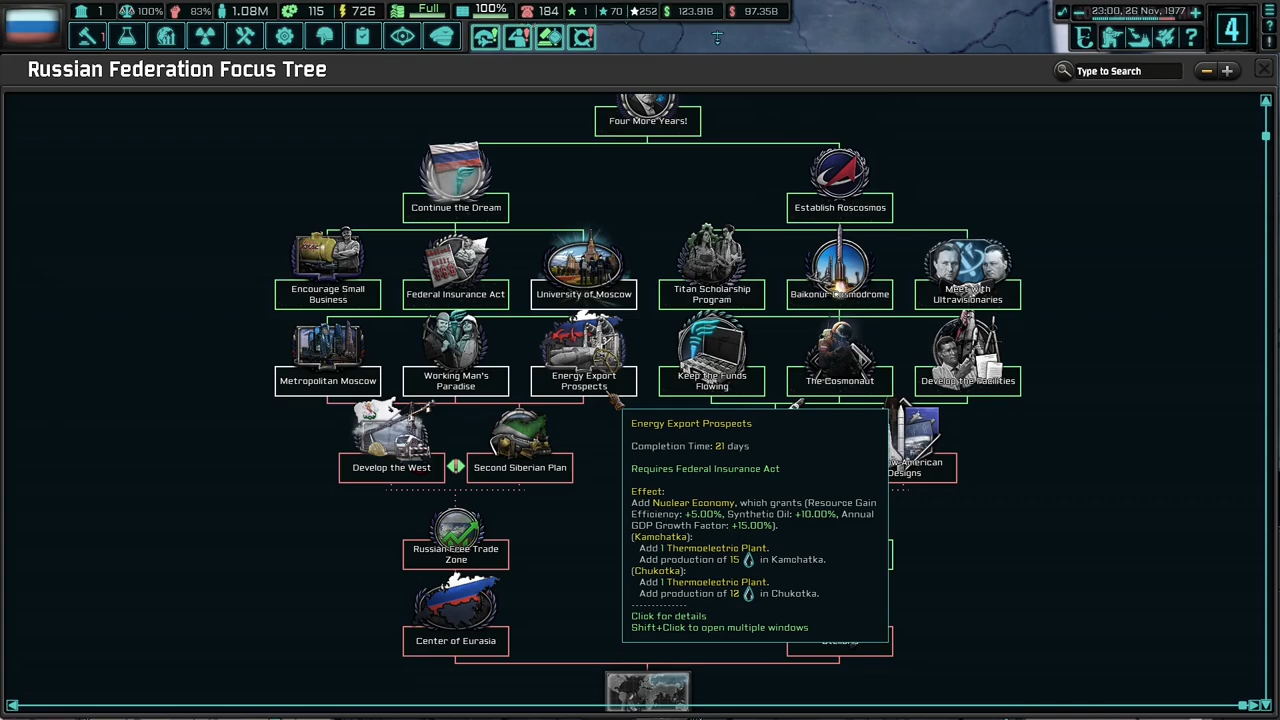 1 100% 83% 1.08M 115 726 Full 100% 184 1 70 252 123.91B 97.35B
23:00, 26 Nov, 1977
4
Russian Federation Focus Tree
Type to Search
Four More Years!
Continue the Dream
Establish Roscosmos
Encourage Small
Business
Federal Insurance Act
University of Moscow
Titan Scholarship
Program
Baikonur Cosmodrome
Meet with
Ultravisionaries
Metropolitan Moscow
Working Man's
Paradise
Energy Export
Prospects
Keep the Funds
Flowing
The Cosmonaut
Develop the Facilities
Develop the West
Second Siberian Plan
American
Designs
Russian Free Trade
Zone
Center of Eurasia
Energy Export Prospects
Completion Time: 21 days
Requires Federal Insurance Act
Effect:
Add Nuclear Economy, which grants (Resource Gain
Efficiency: +5.00%, Synthetic Oil: +10.00%, Annual
GDP Growth Factor: +15.00%).
(Kamchatka):
Add 1 Thermoelectric Plant.
Add production of 15 in Kamchatka.
(Chukotka):
Add 1 Thermoelectric Plant.
Add production of 12 in Chukotka.
--------------
Click for details
Shift+Click to open multiple windows